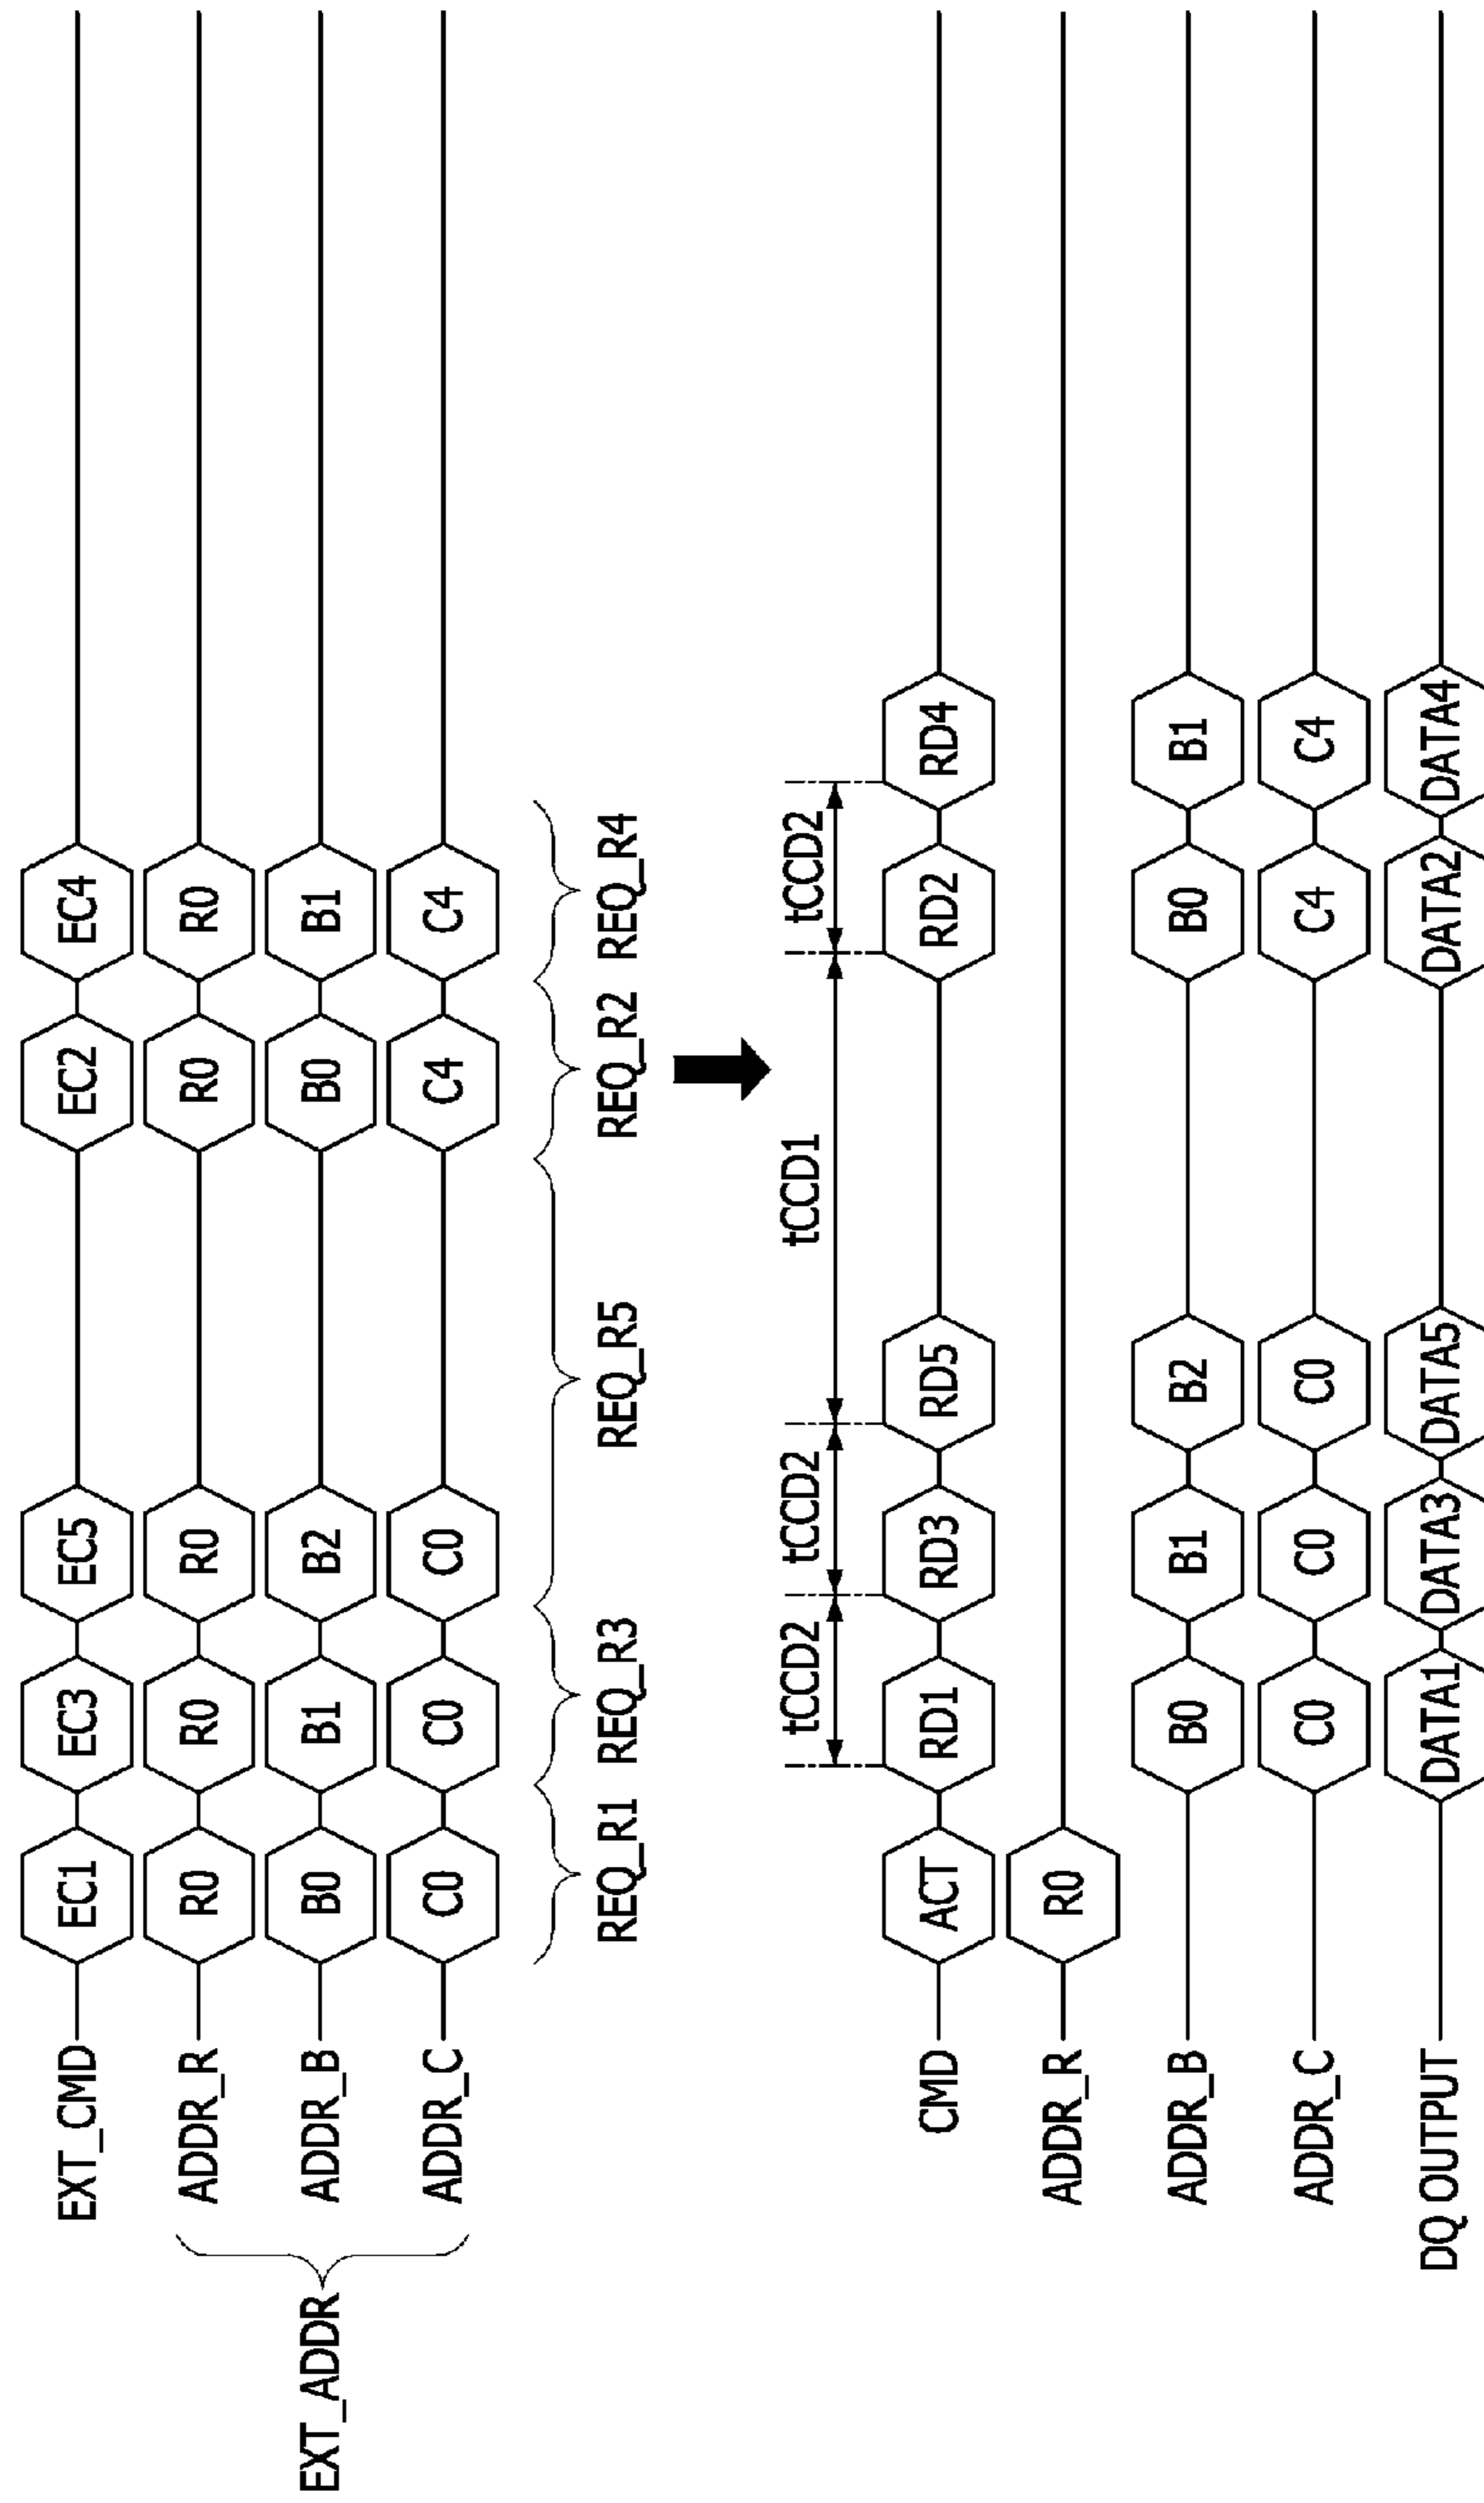 EXT_CMD EC1 EC3 EC5 EC2 EC4
ADDR_R R0 R0 R0 R0 R0
EXT_ADDR ADDR_B B0 B1 B2 B0 B1
ADDR_C C0 C0 C0 C4 C4
REQ_R1 REQ_R3 REQ_R5 REQ_R2 REQ_R4
tCCD2 tCCD2 tCCD1 tCCD2
CMD ACT RD1 RD3 RD5 RD2 RD4
ADDR_R R0
ADDR_B B0 B1 B2 B0 B1
ADDR_C C0 C0 C0 C4 C4
DQ OUTPUT DATA1 DATA3 DATA5 DATA2 DATA4